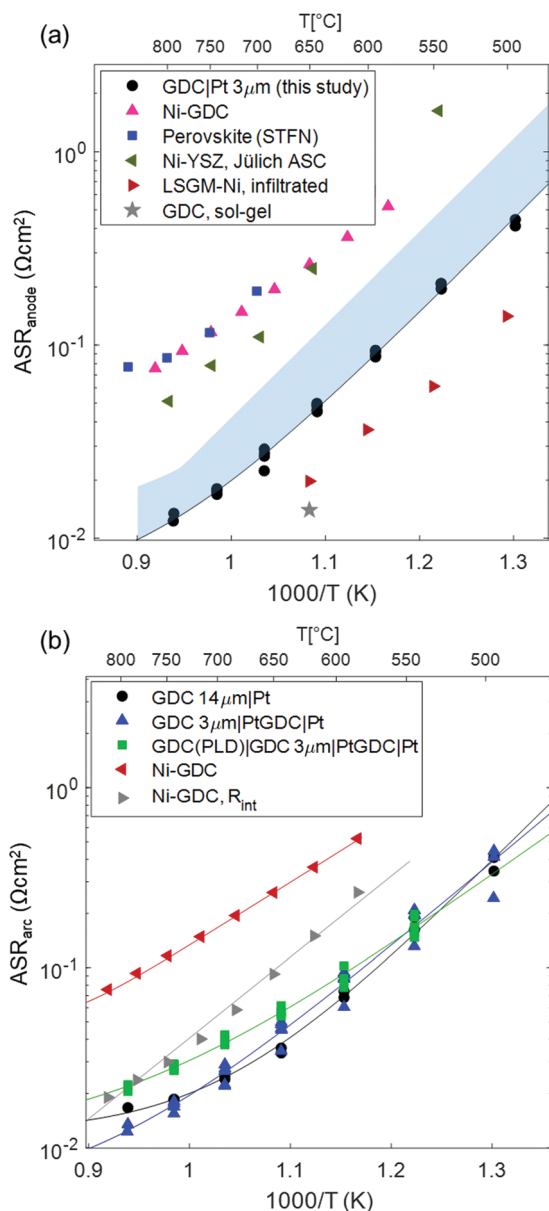 (a)
T[°C]
800 750 700 650 600 550 500
GDC|Pt 3μm (this study)
Ni-GDC
Perovskite (STFN)
Ni-YSZ, Jülich ASC
LSGM-Ni, infiltrated
GDC, sol-gel
ASRanode (Ωcm²)
10⁰
10⁻¹
10⁻²
0.9 1 1.1 1.2 1.3
1000/T (K)
(b)
T[°C]
800 750 700 650 600 550 500
GDC 14μm|Pt
GDC 3μm|PtGDC|Pt
GDC(PLD)|GDC 3μm|PtGDC|Pt
Ni-GDC
Ni-GDC, Rint
ASRarc (Ωcm²)
10⁰
10⁻¹
10⁻²
0.9 1 1.1 1.2 1.3
1000/T (K)